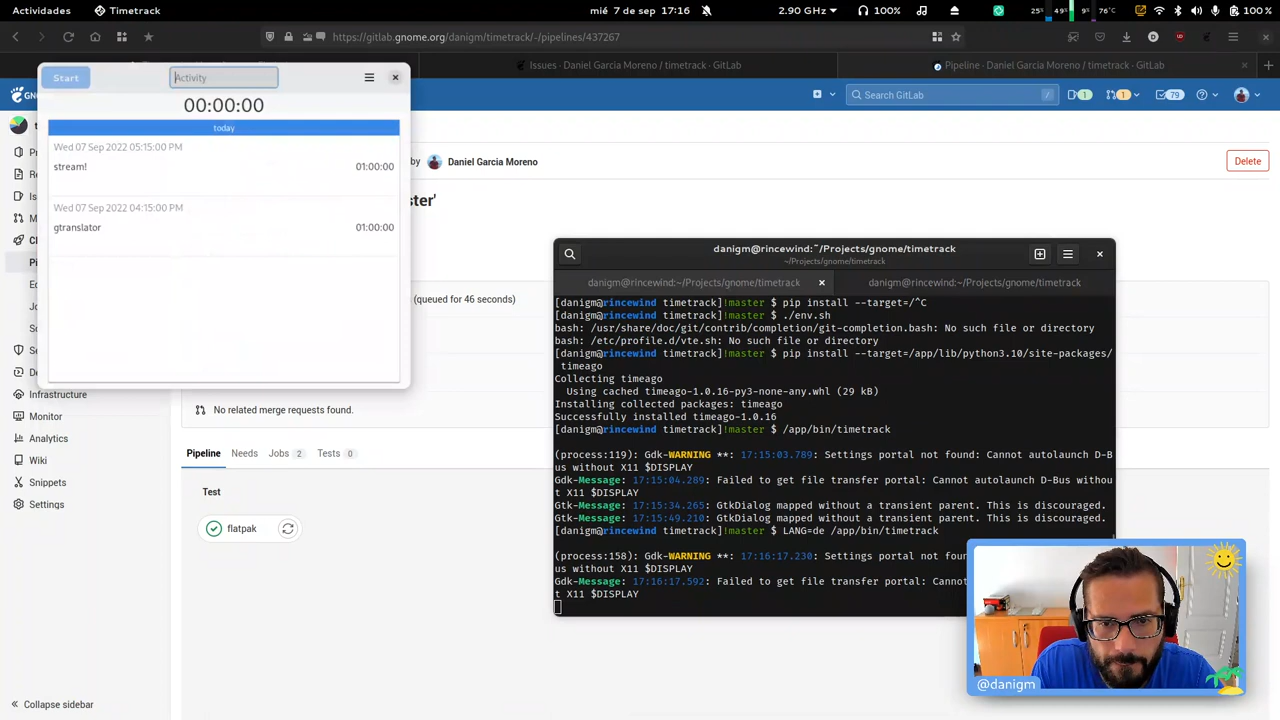 Actividades
Timetrack
mié 7 de sep 17:16
2.90 GHz
100%
25%
49%
9%
76°C
100 %
https://gitlab.gnome.org/danigm/timetrack/-/pipelines/437267
Issues · Daniel Garcia Moreno / timetrack · GitLab
Pipeline · Daniel Garcia Moreno / timetrack · GitLab
Search GitLab
/
1
1
79
Start
Activity
00:00:00
today
Wed 07 Sep 2022 05:15:00 PM
stream!
01:00:00
Wed 07 Sep 2022 04:15:00 PM
gtranslator
01:00:00
by
Daniel Garcia Moreno
Delete
ster'
(queued for 46 seconds)
Infrastructure
Monitor
Analytics
Wiki
Snippets
Settings
Collapse sidebar
No related merge requests found.
Pipeline
Needs
Jobs 2
Tests 0
Test
flatpak
danigm@rincewind:~/Projects/gnome/timetrack
~/Projects/gnome/timetrack
danigm@rincewind:~/Projects/gnome/timetrack
danigm@rincewind:~/Projects/gnome/timetrack
[danigm@rincewind timetrack]!master $ pip install --target=/^C
[danigm@rincewind timetrack]!master $ ./env.sh
bash: /usr/share/doc/git/contrib/completion/git-completion.bash: No such file or directory
bash: /etc/profile.d/vte.sh: No such file or directory
[danigm@rincewind timetrack]!master $ pip install --target=/app/lib/python3.10/site-packages/
timeago
Collecting timeago
Using cached timeago-1.0.16-py3-none-any.whl (29 kB)
Installing collected packages: timeago
Successfully installed timeago-1.0.16
[danigm@rincewind timetrack]!master $ /app/bin/timetrack
(process:119): Gdk-WARNING **: 17:15:03.789: Settings portal not found: Cannot autolaunch D-B
us without X11 $DISPLAY
Gdk-Message: 17:15:04.289: Failed to get file transfer portal: Cannot autolaunch D-Bus withou
t X11 $DISPLAY
Gdk-Message: 17:15:34.265: GtkDialog mapped without a transient parent. This is discouraged.
Gdk-Message: 17:15:49.210: GtkDialog mapped without a transient parent. This is discouraged.
[danigm@rincewind timetrack]!master $ LANG=de /app/bin/timetrack
(process:158): Gdk-WARNING **: 17:16:17.230: Settings portal not foun
us without X11 $DISPLAY
Gdk-Message: 17:16:17.592: Failed to get file transfer portal: Cannot
t X11 $DISPLAY
@danigm